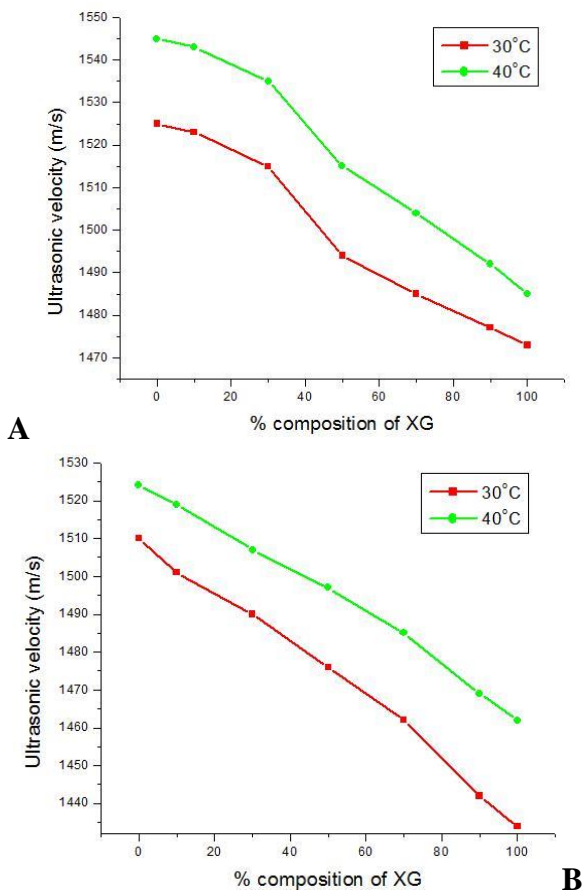 1550
1540
1530
1520
1510
1500
1490
1480
1470
Ultrasonic velocity (m/s)
30°C
40°C
0 20 40 60 80 100
% composition of XG
A
1530
1520
1510
1500
1490
1480
1470
1460
1450
1440
Ultrasonic velocity (m/s)
30°C
40°C
0 20 40 60 80 100
% composition of XG
B